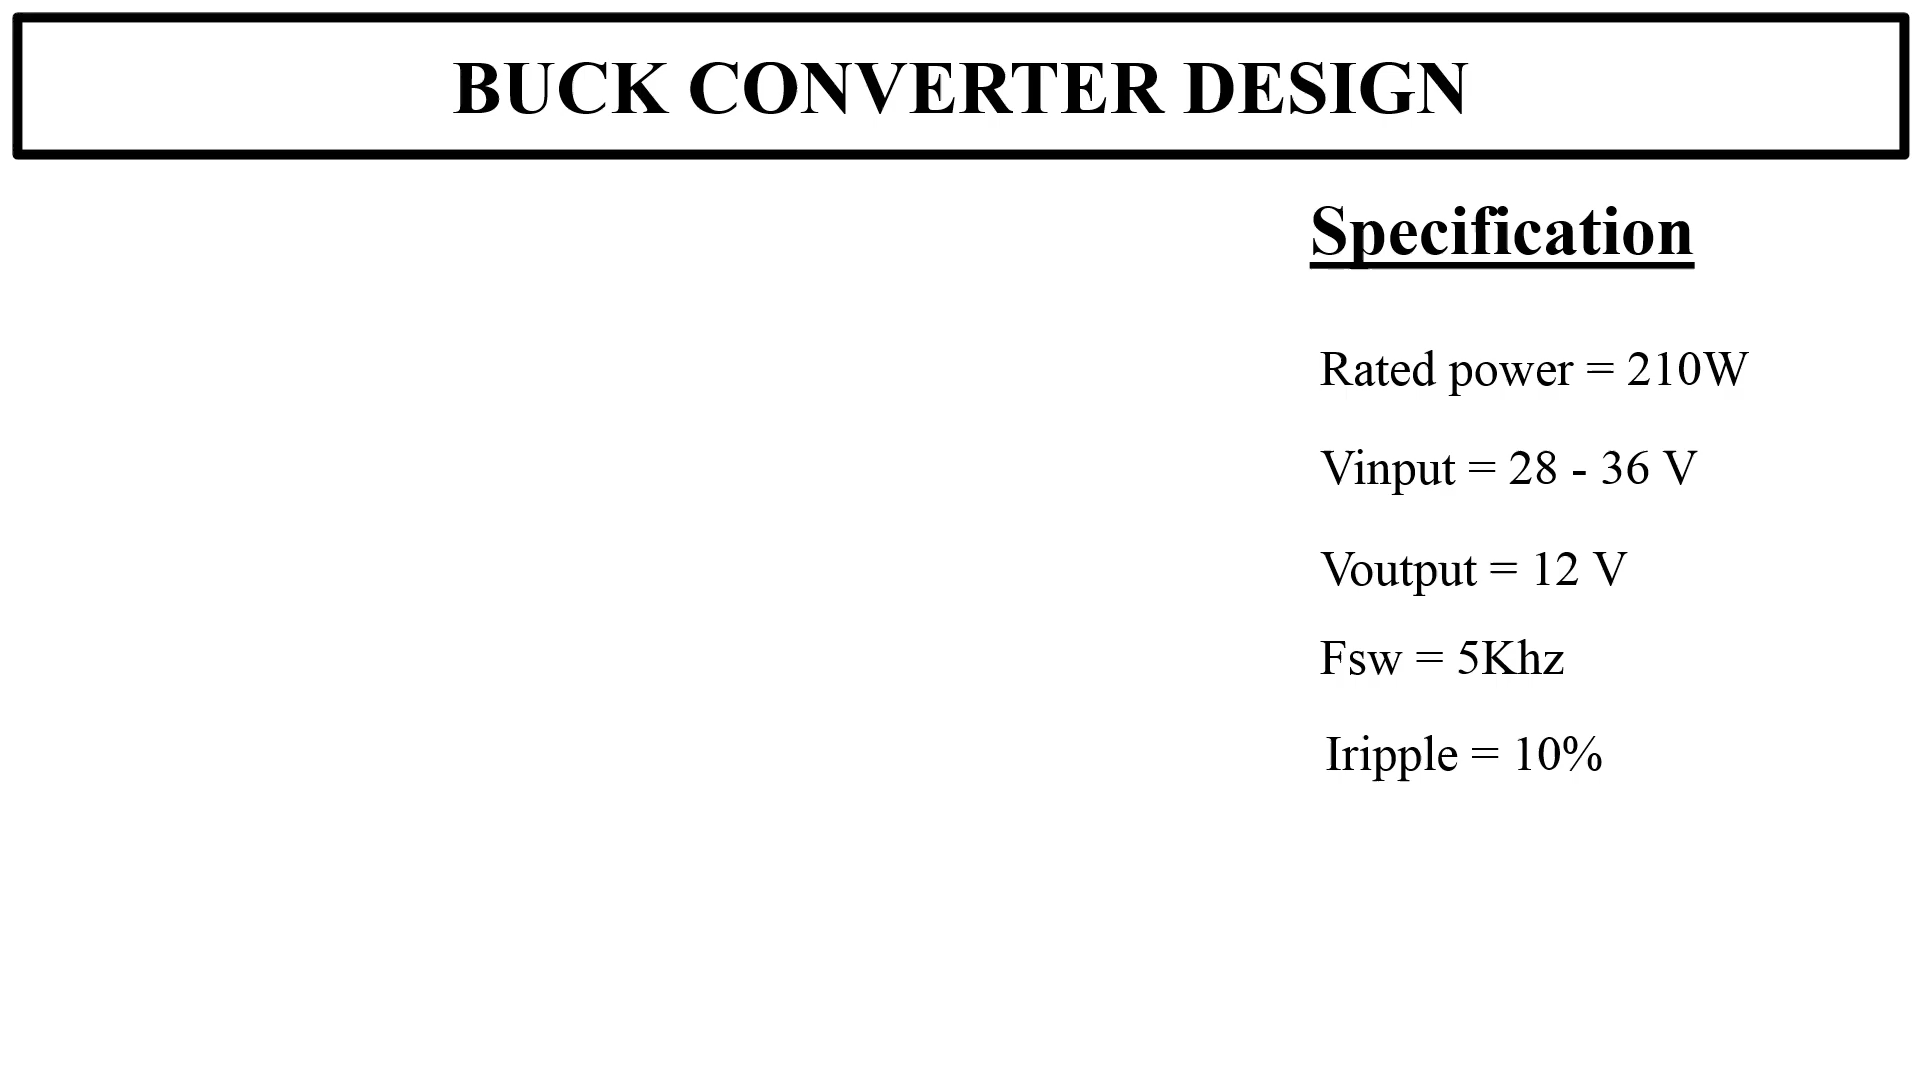 BUCK CONVERTER DESIGN
Specification
Rated power = 210W
Vinput = 28 - 36 V
Voutput = 12 V
Fsw = 5Khz
Iripple = 10%